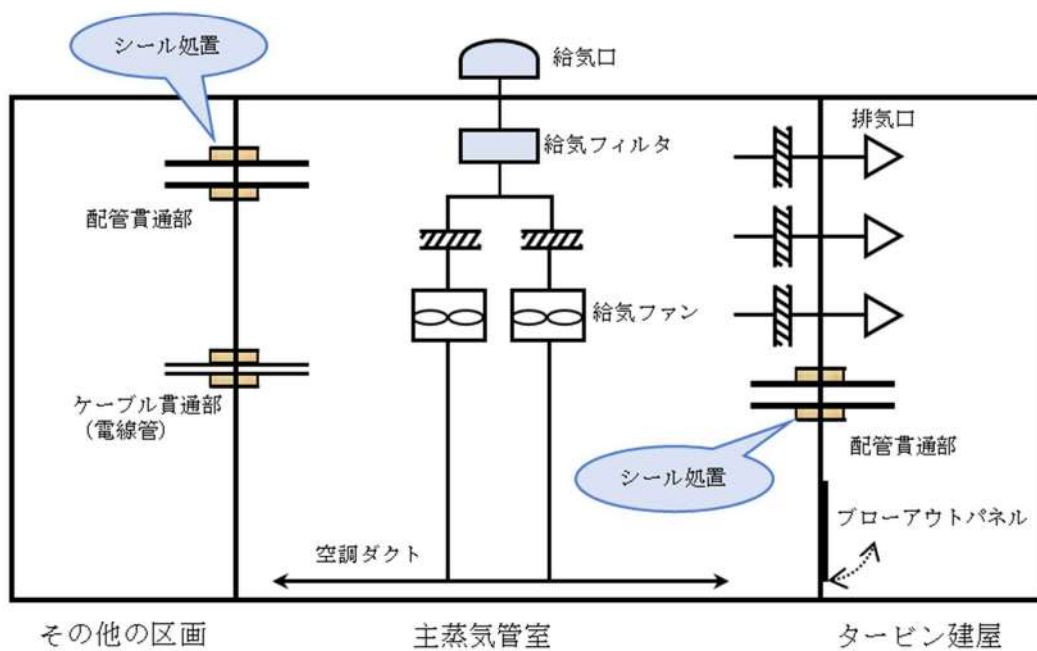 シール処置
給気口
給気フィルタ
排気口
配管貫通部
給気ファン
ケーブル貫通部
(電線管)
配管貫通部
シール処置
ブローアウトパネル
空調ダクト
その他の区画
主蒸気管室
タービン建屋